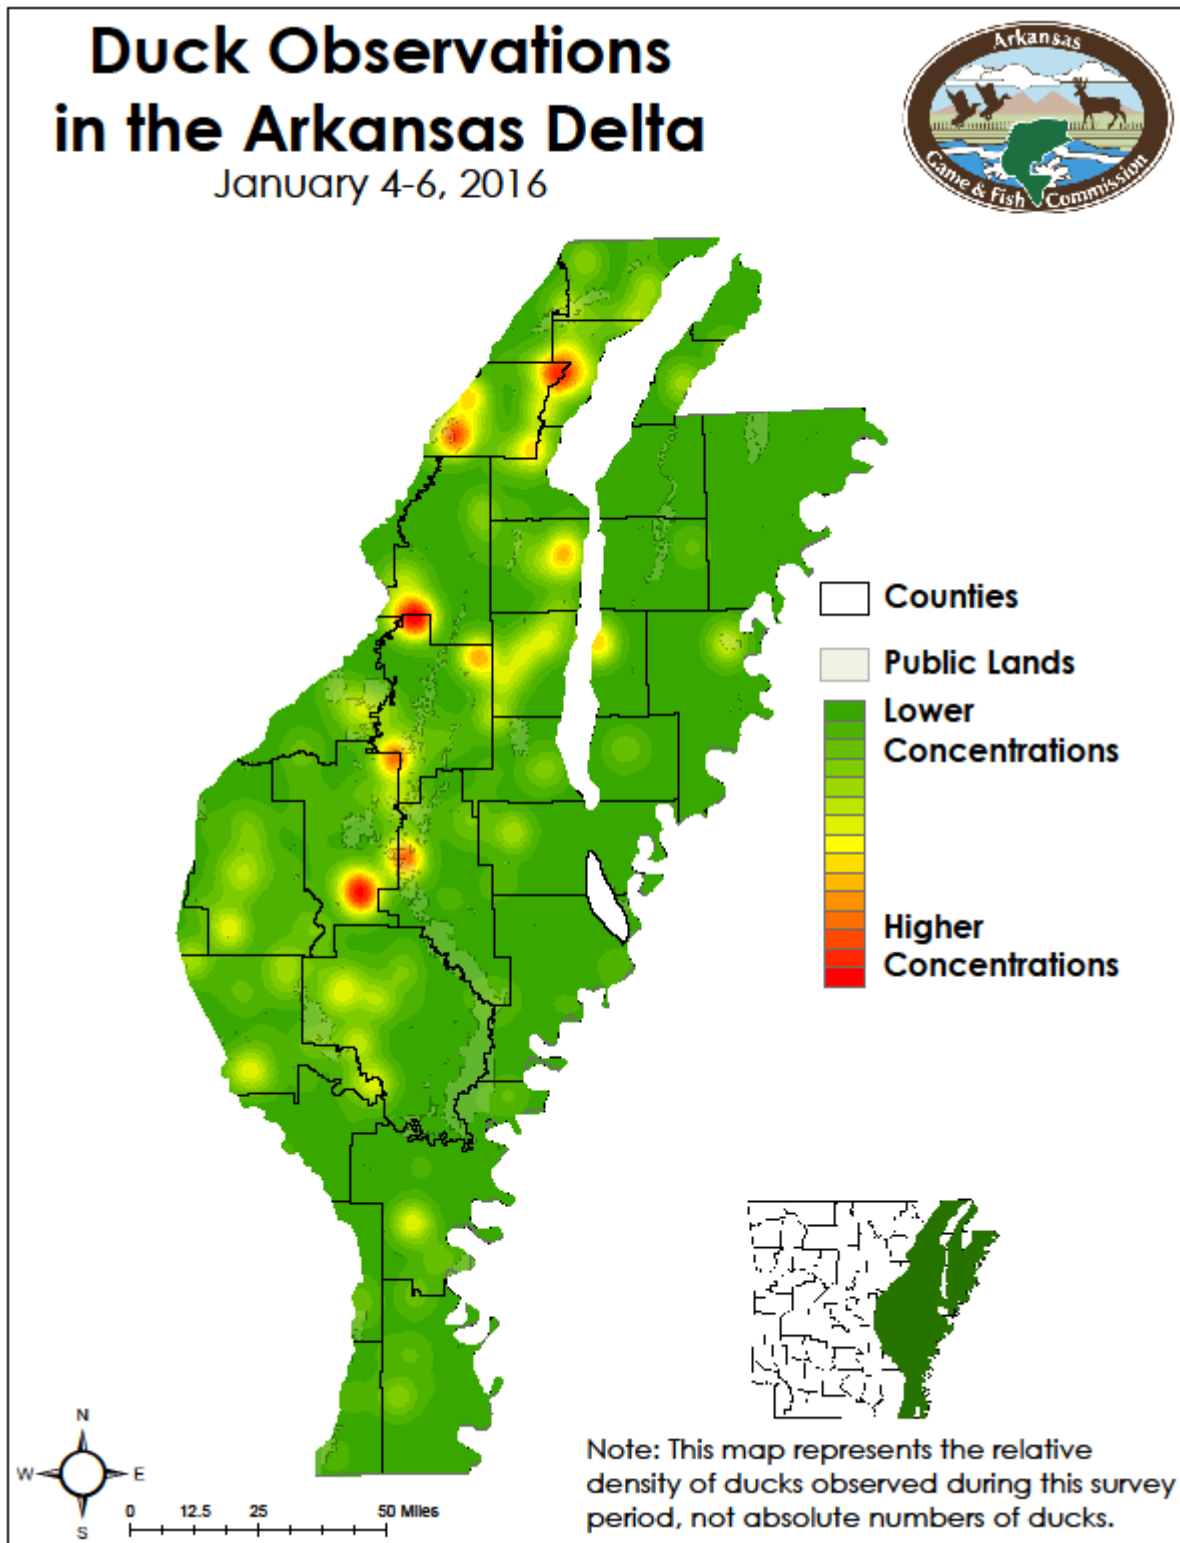 Duck Observations
in the Arkansas Delta
January 4-6, 2016
Arkansas
Game & Fish Commission
Counties
Public Lands
Lower
Concentrations
Higher
Concentrations
N
W E
S
0 12.5 25 50 Miles
Note: This map represents the relative
density of ducks observed during this survey
period, not absolute numbers of ducks.